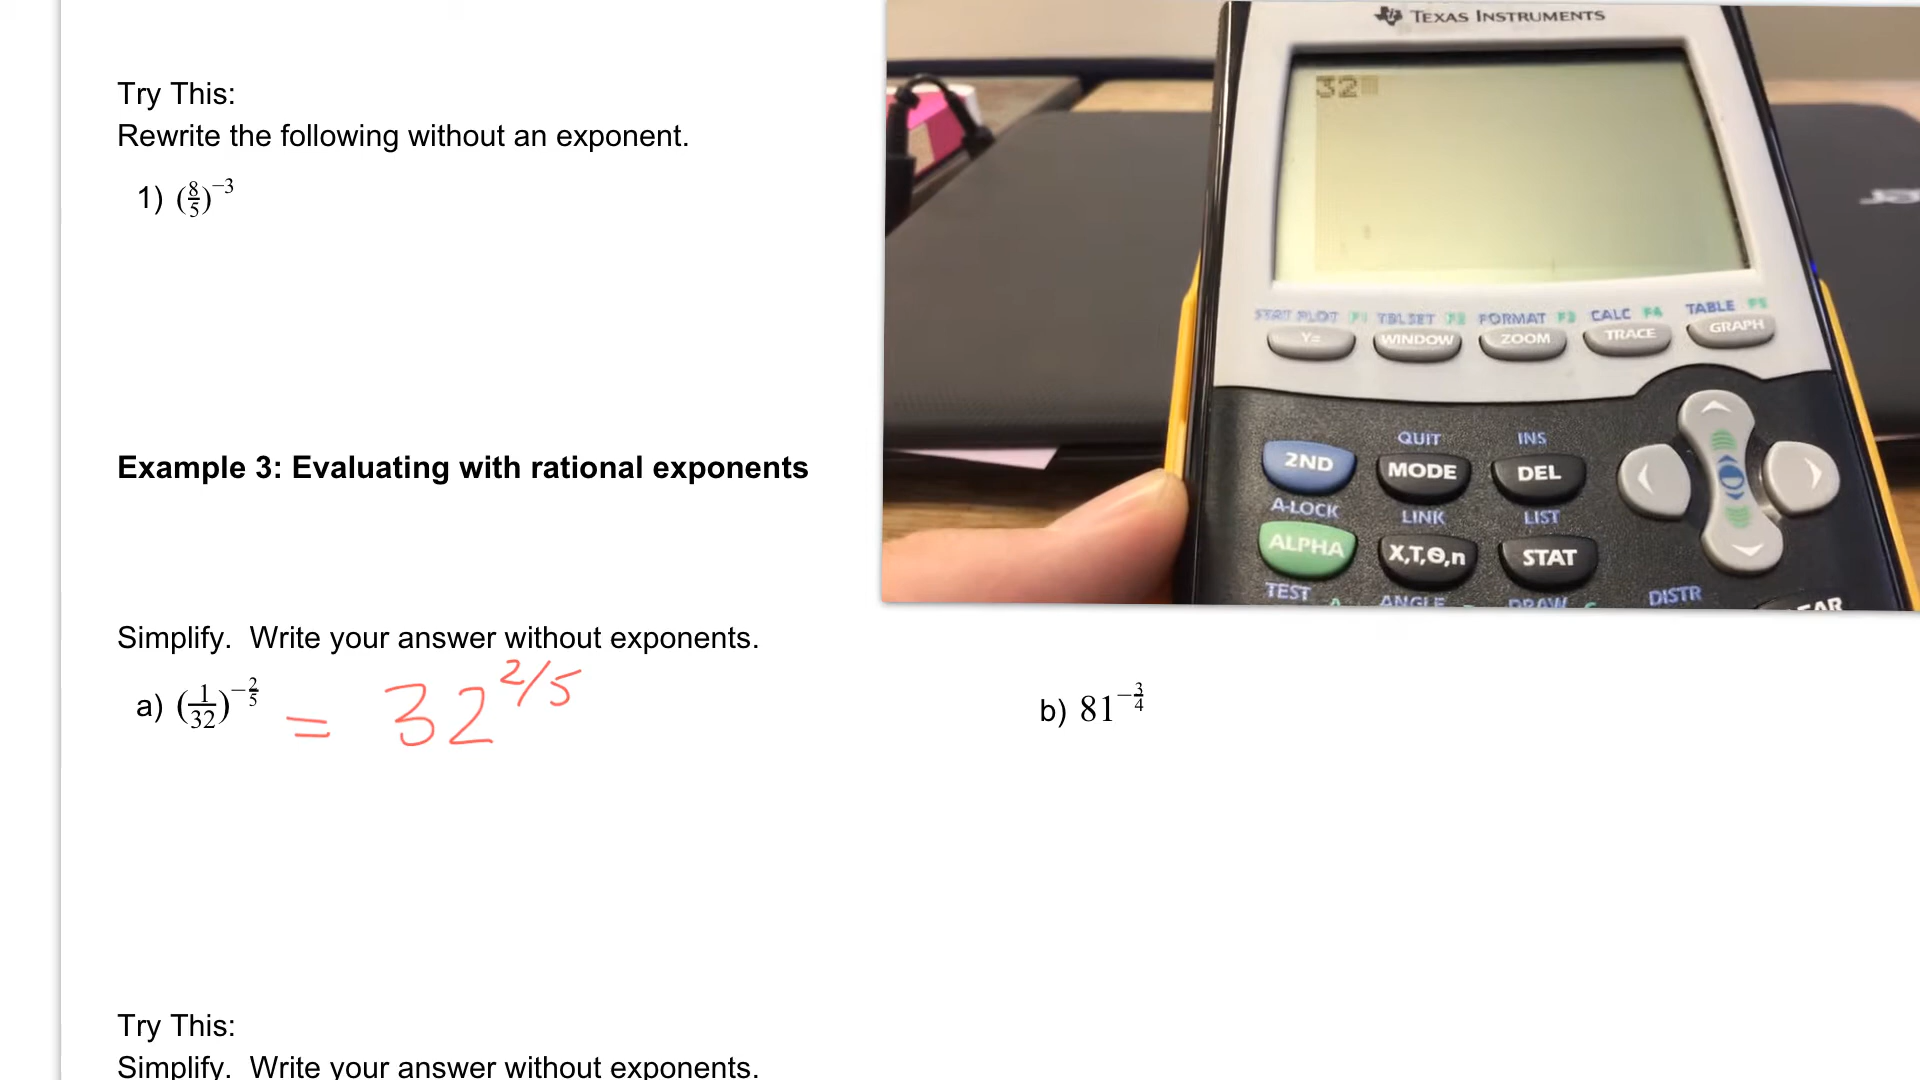 Try This:
Rewrite the following without an exponent.
1) (8/5)^−3
Example 3: Evaluating with rational exponents
Simplify. Write your answer without exponents.
a) (1/32)^−2/5 = 32^2/5
b) 81^−3/4
Try This:
Simplify. Write your answer without exponents.
TEXAS INSTRUMENTS
32
STAT PLOT F1 TBLSET F2 FORMAT F3 CALC F4 TABLE F5
Y= WINDOW ZOOM TRACE GRAPH
QUIT INS
2ND MODE DEL
A-LOCK LINK LIST
ALPHA X,T,Θ,n STAT
TEST A ANGLE DRAW C DISTR